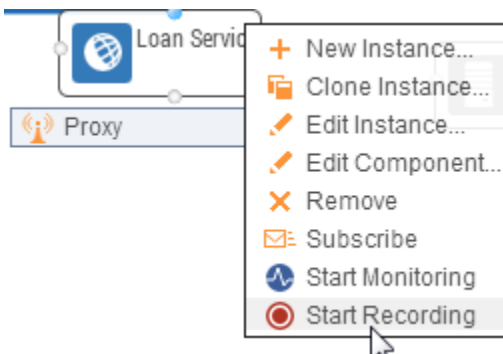 Loan Servic
Proxy
New Instance...
Clone Instance...
Edit Instance...
Edit Component...
Remove
Subscribe
Start Monitoring
Start Recording